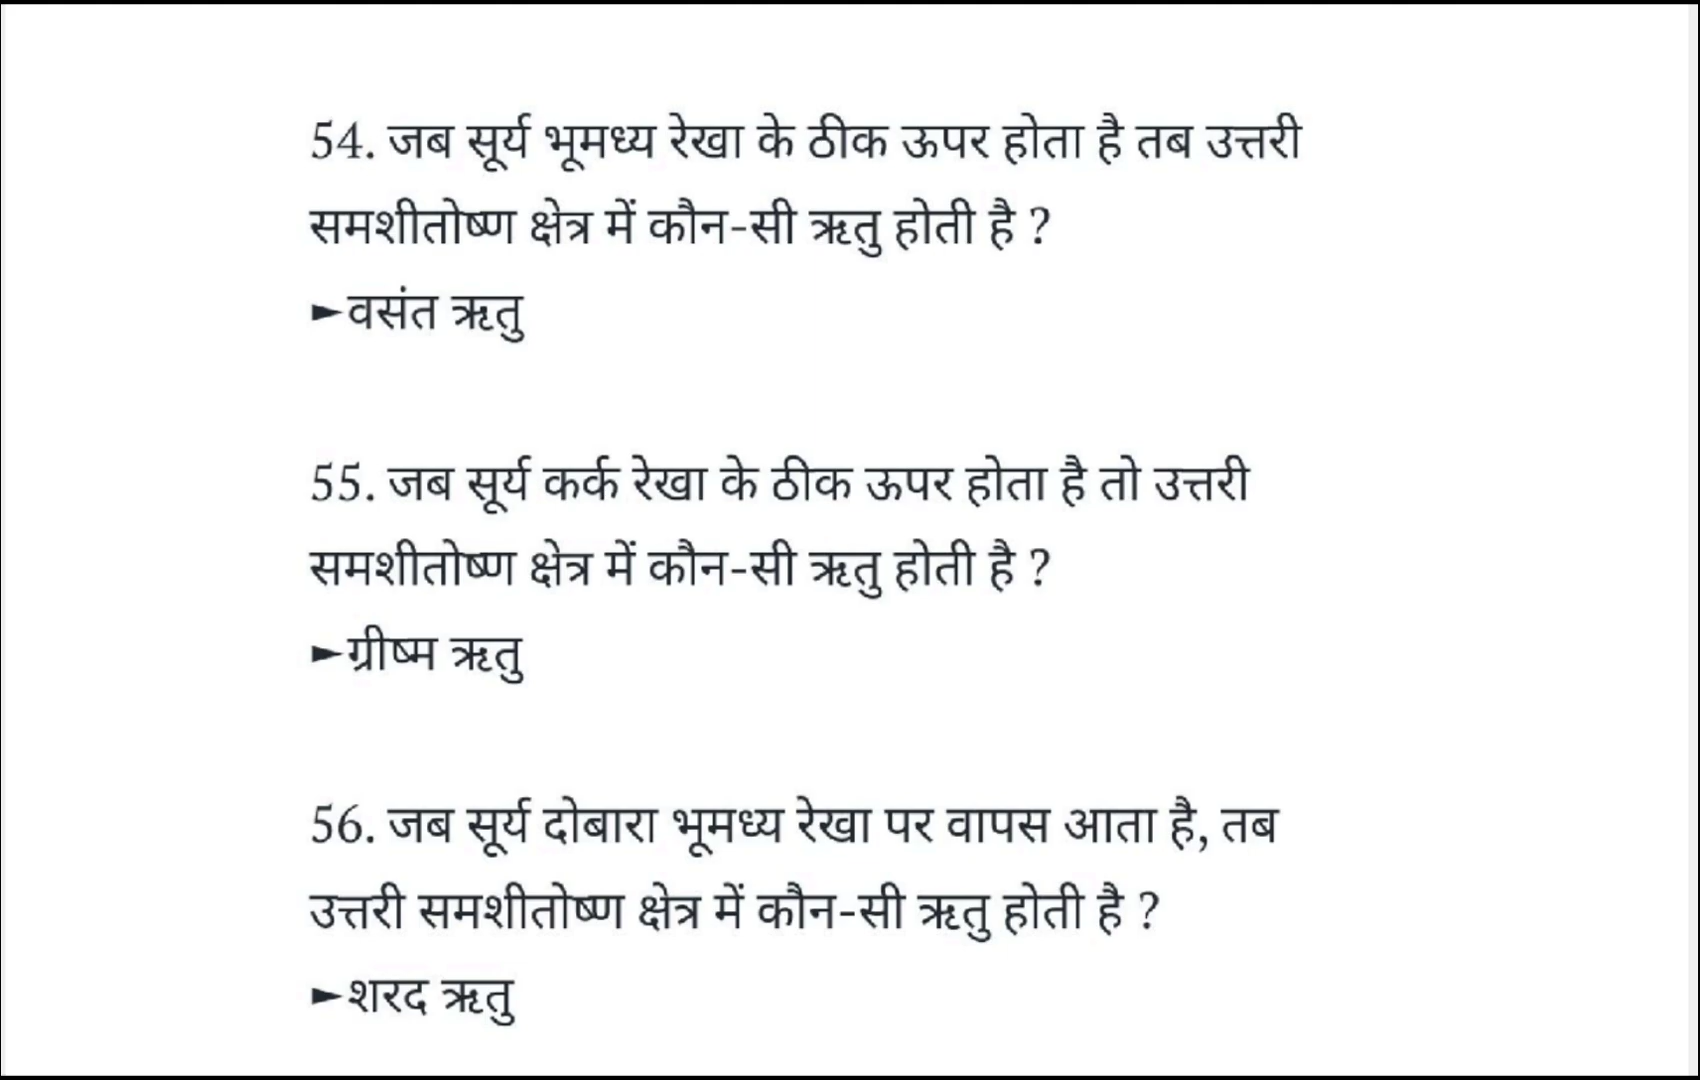 54. जब सूर्य भूमध्य रेखा के ठीक ऊपर होता है तब उत्तरी
समशीतोष्ण क्षेत्र में कौन-सी ऋतु होती है ?
►वसंत ऋतु
55. जब सूर्य कर्क रेखा के ठीक ऊपर होता है तो उत्तरी
समशीतोष्ण क्षेत्र में कौन-सी ऋतु होती है ?
►ग्रीष्म ऋतु
56. जब सूर्य दोबारा भूमध्य रेखा पर वापस आता है, तब
उत्तरी समशीतोष्ण क्षेत्र में कौन-सी ऋतु होती है ?
►शरद ऋतु